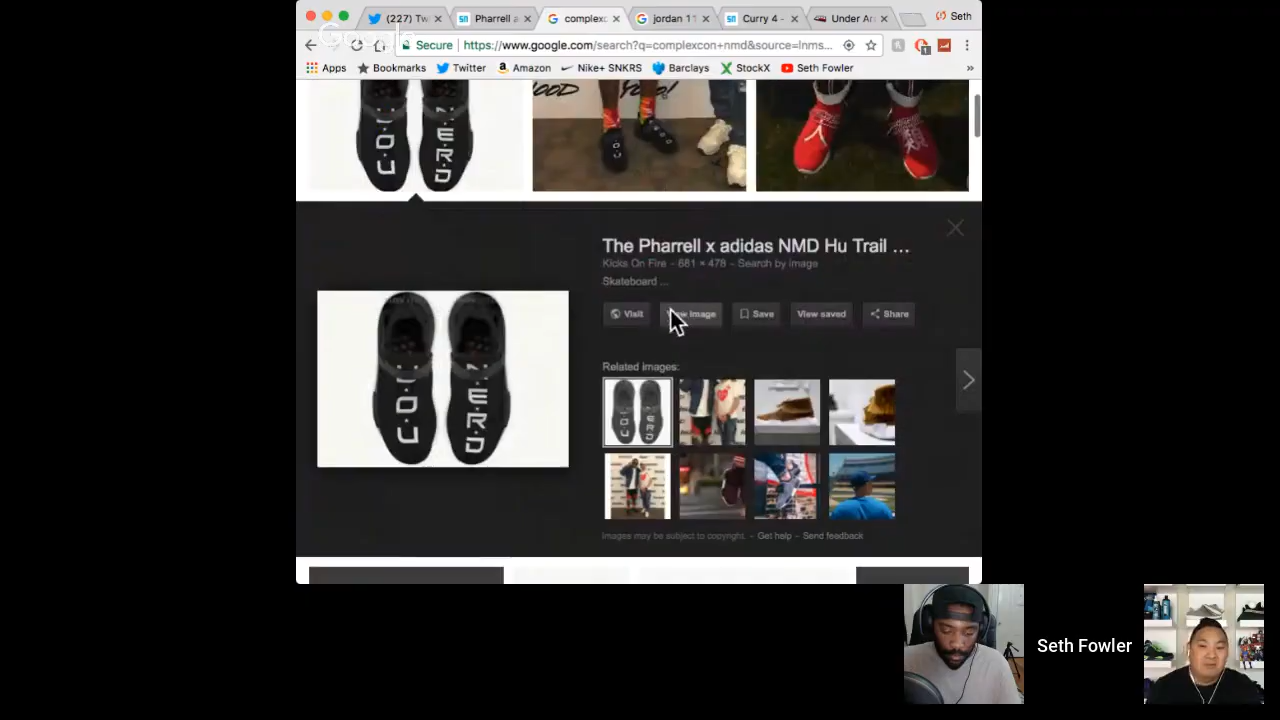 (227) Tw
Pharrell a
complexc
jordan 11
Curry 4 -
Under Ar
Seth
Google
Secure
https://www.google.com/search?q=complexcon+nmd&source=lnms...
Apps
Bookmarks
Twitter
Amazon
Nike+ SNKRS
Barclays
StockX
Seth Fowler
»
The Pharrell x adidas NMD Hu Trail ...
Kicks On Fire - 681 × 478 - Search by image
Skateboard ...
Visit
View image
Save
View saved
Share
Related images:
N.E.R.D
Images may be subject to copyright. - Get help - Send feedback
Seth Fowler